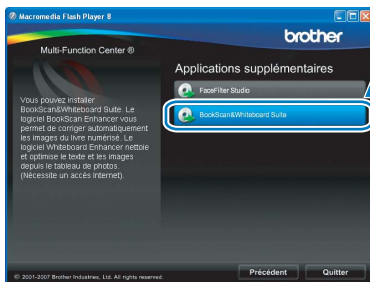 Macromedia Flash Player 8
brother
Multi-Function Center ®
Applications supplémentaires
FaceFilter Studio
BookScan&Whiteboard Suite
Vous pouvez installer
BookScan&Whiteboard Suite. Le
logiciel BookScan Enhancer vous
permet de corriger automatiquement
les images du livre numérisé. Le
logiciel Whiteboard Enhancer nettoie
et optimise le texte et les images
depuis le tableau de photos.
(Nécessite un accès Internet).
© 2001-2007 Brother Industries, Ltd. All rights reserved.
Précédent
Quitter